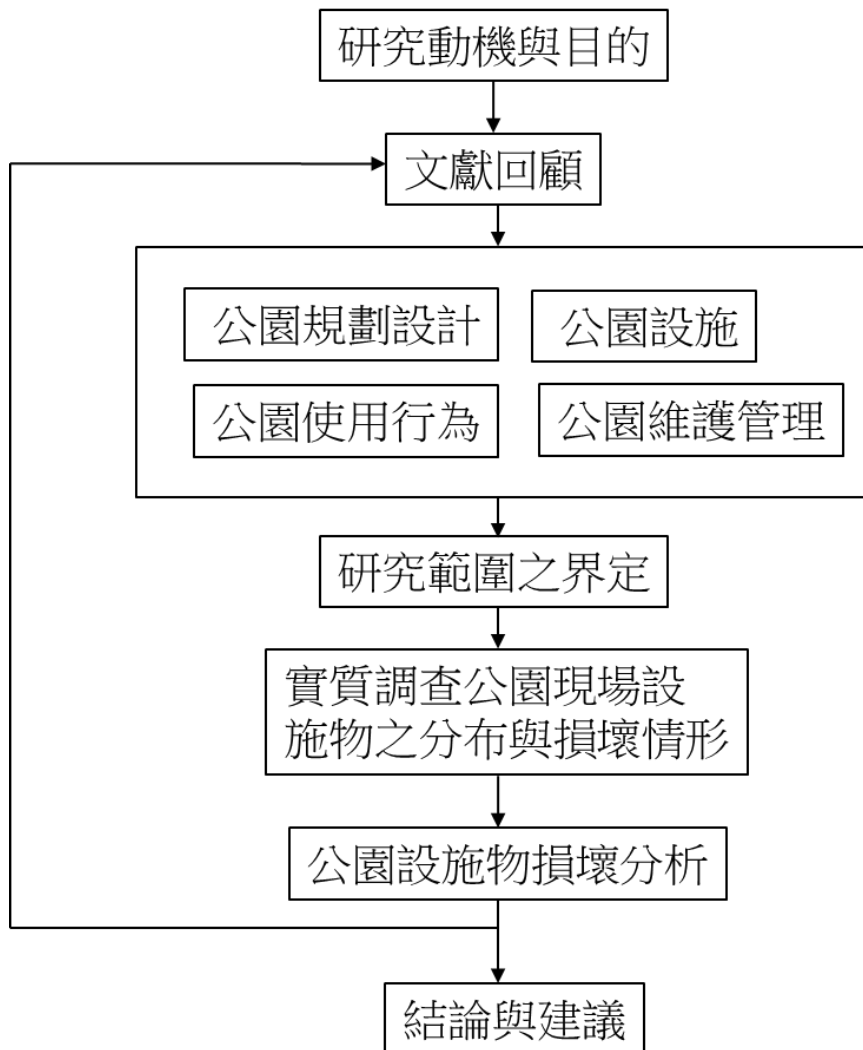 研究動機與目的
文獻回顧
公園規劃設計
公園設施
公園使用行為
公園維護管理
研究範圍之界定
實質調查公園現場設
施物之分布與損壞情形
公園設施物損壞分析
結論與建議